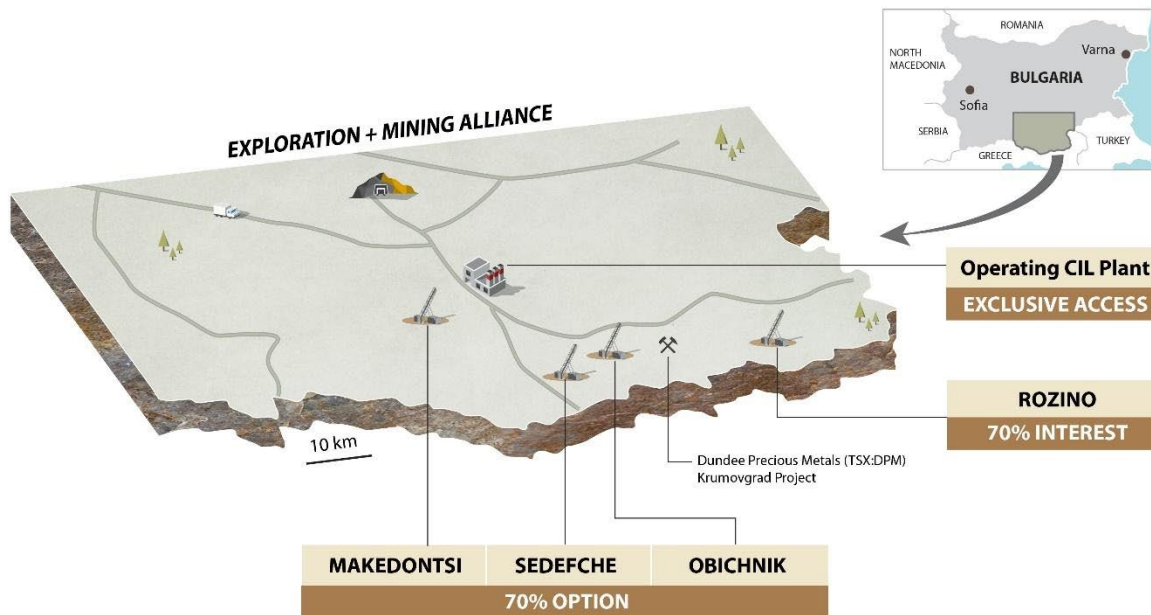 EXPLORATION + MINING ALLIANCE
ROMANIA
NORTH
MACEDONIA
Varna
BULGARIA
Sofia
SERBIA
GREECE
TURKEY
Operating CIL Plant
EXCLUSIVE ACCESS
ROZINO
70% INTEREST
10 km
Dundee Precious Metals (TSX:DPM)
Krumovgrad Project
MAKEDONTSI
SEDEFCHE
OBICHNIK
70% OPTION